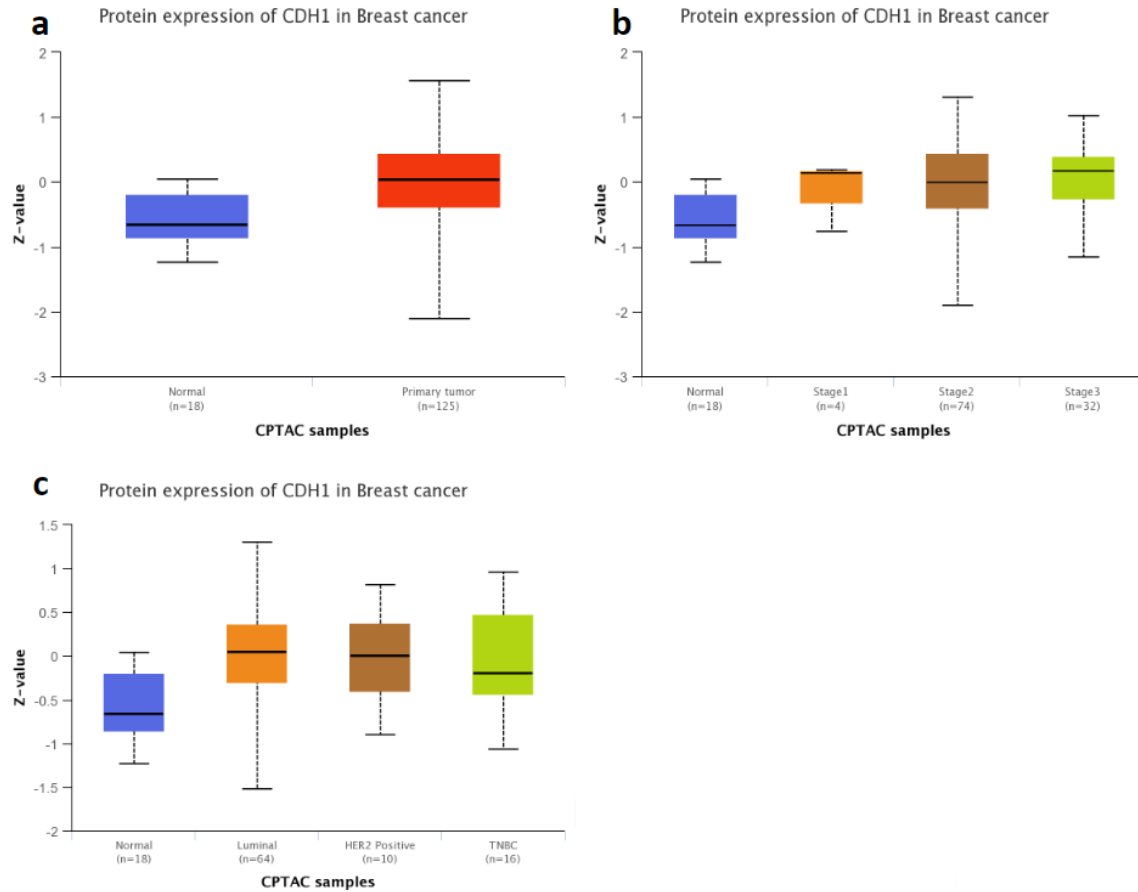 a
Protein expression of CDH1 in Breast cancer
2
1
0
-1
-2
-3
Z-value
Normal
(n=18)
Primary tumor
(n=125)
CPTAC samples
b
Protein expression of CDH1 in Breast cancer
2
1
0
-1
-2
-3
Z-value
Normal
(n=18)
Stage1
(n=4)
Stage2
(n=74)
Stage3
(n=32)
CPTAC samples
c
Protein expression of CDH1 in Breast cancer
1.5
1
0.5
0
-0.5
-1
-1.5
-2
Z-value
Normal
(n=18)
Luminal
(n=64)
HER2 Positive
(n=10)
TNBC
(n=16)
CPTAC samples